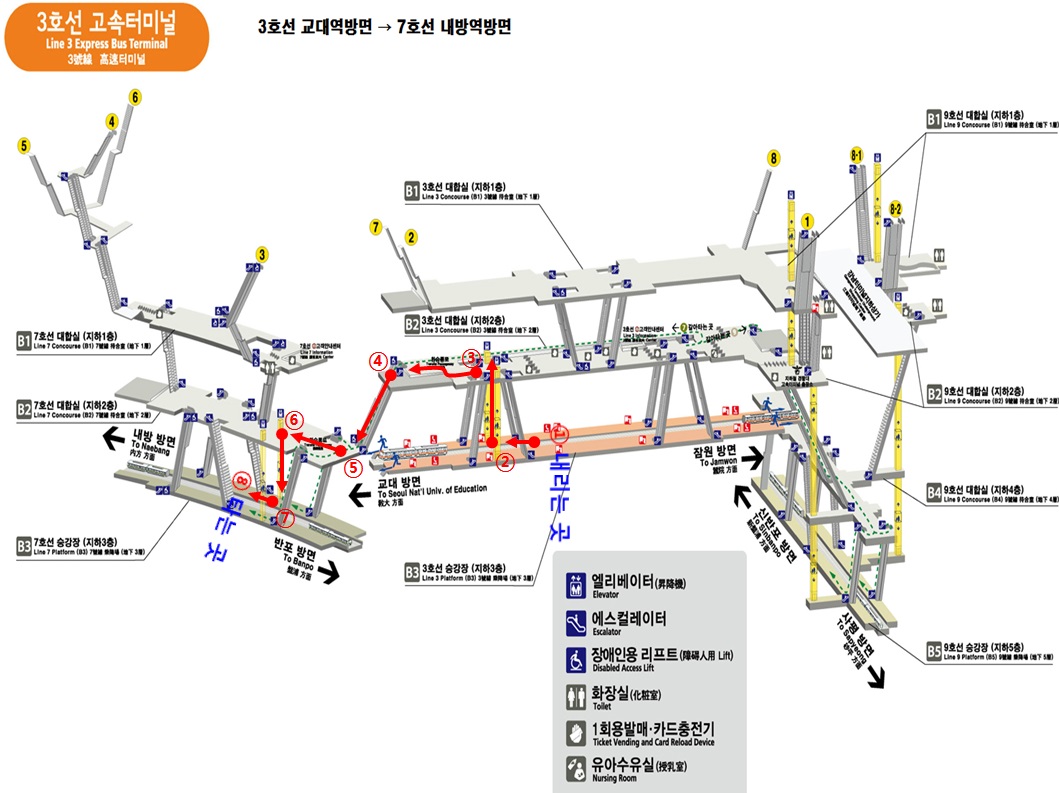 3호선 고속터미널
Line 3 Express Bus Terminal
3號線 高速터미널
3호선 교대역방면 → 7호선 내방역방면
6
4
5
3
7
2
8
8-1
1
8-2
B1 9호선 대합실 (지하1층)
Line 9 Concourse (B1) 9號線 待合室 (地下 1層)
B1 3호선 대합실 (지하1층)
Line 3 Concourse (B1) 3號線 待合室 (地下 1層)
B2 3호선 대합실 (지하2층)
Line 3 Concourse (B2) 3號線 待合室 (地下 2層)
B1 7호선 대합실 (지하1층)
Line 7 Concourse (B1) 7號線 待合室 (地下 1層)
B2 7호선 대합실 (지하2층)
Line 7 Concourse (B2) 7號線 待合室 (地下 2層)
B2 9호선 대합실 (지하2층)
Line 9 Concourse (B2) 9號線 待合室 (地下 2層)
갈아타는 곳
환승통로
③
④
①
②
⑤
⑥
⑦
⑧
내리는 곳
타는 곳
내방 방면
To Naebang
內方 方面
교대 방면
To Seoul Nat'l Univ. of Education
敎大 方面
잠원 방면
To Jamwon
蠶院 方面
B4 9호선 대합실 (지하4층)
Line 9 Concourse (B4) 9號線 待合室 (地下 4層)
신반포 방면
To Sinbanpo
新盤浦 方面
반포 방면
To Banpo
盤浦 方面
B3 7호선 승강장 (지하3층)
Line 7 Platform (B3) 7號線 乘降場 (地下 3層)
B3 3호선 승강장 (지하3층)
Line 3 Platform (B3) 3號線 乘降場 (地下 3層)
사평 방면
To Sapyeong
砂平 方面
B5 9호선 승강장 (지하5층)
Line 9 Platform (B5) 9號線 乘降場 (地下 5層)
엘리베이터(昇降機)
Elevator
에스컬레이터
Escalator
장애인용 리프트(障碍人用 Lift)
Disabled Access Lift
화장실(化粧室)
Toilet
1회용발매·카드충전기
Ticket Vending and Card Reload Device
유아수유실(授乳室)
Nursing Room